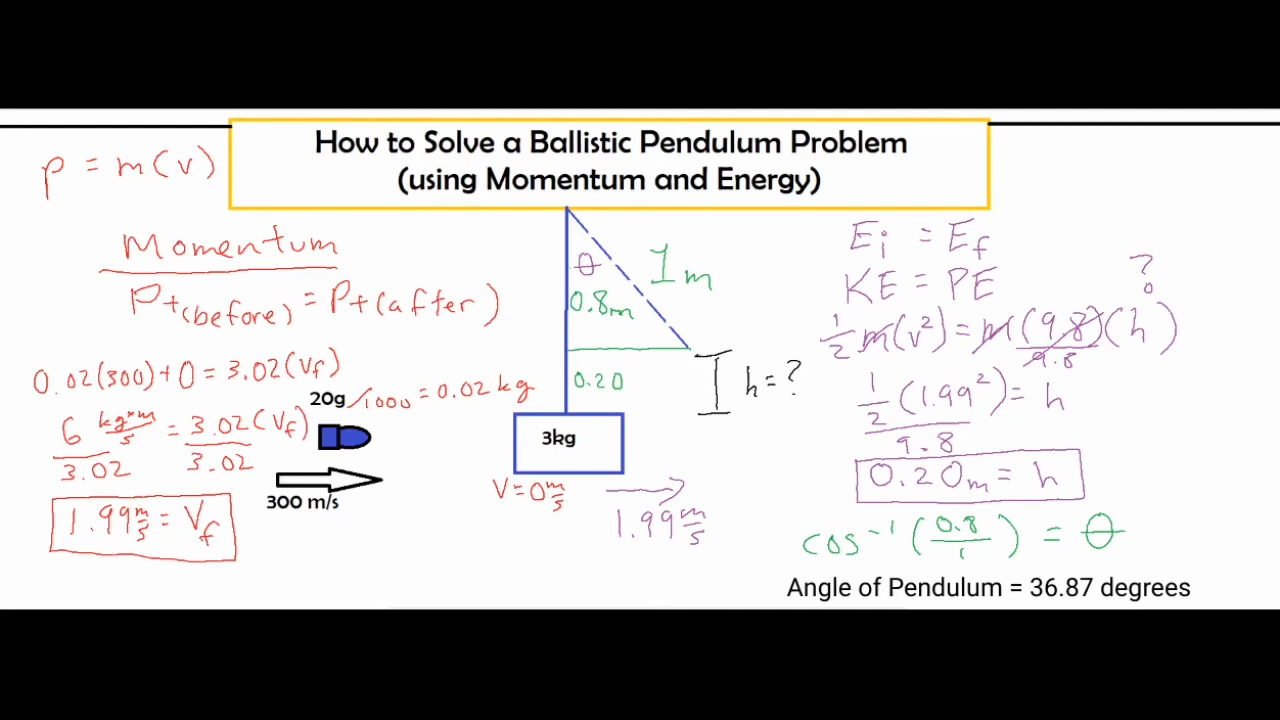 How to Solve a Ballistic Pendulum Problem
(using Momentum and Energy)
p = m(v)
Momentum
Pt(before) = Pt(after)
0.02(300)+0 = 3.02(Vf)
20g/1000 = 0.02 kg
6 kg*m/s = 3.02(Vf)
3.02 3.02
1.99 m/s = Vf
300 m/s
θ
1 m
0.8m
0.20
h = ?
3kg
V = 0 m/s
1.99 m/s
Ei = Ef
KE = PE
?
1/2 m(v²) = m(9.8)(h)
9.8
1/2 (1.99²) = h
9.8
0.20m = h
cos⁻¹(0.8/1) = θ
Angle of Pendulum = 36.87 degrees